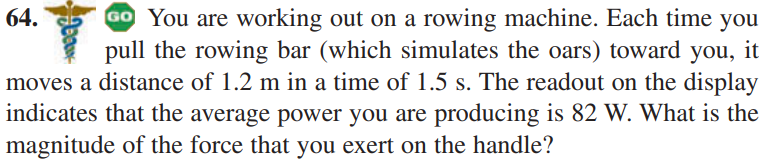 64. GO You are working out on a rowing machine. Each time you
pull the rowing bar (which simulates the oars) toward you, it
moves a distance of 1.2 m in a time of 1.5 s. The readout on the display
indicates that the average power you are producing is 82 W. What is the
magnitude of the force that you exert on the handle?